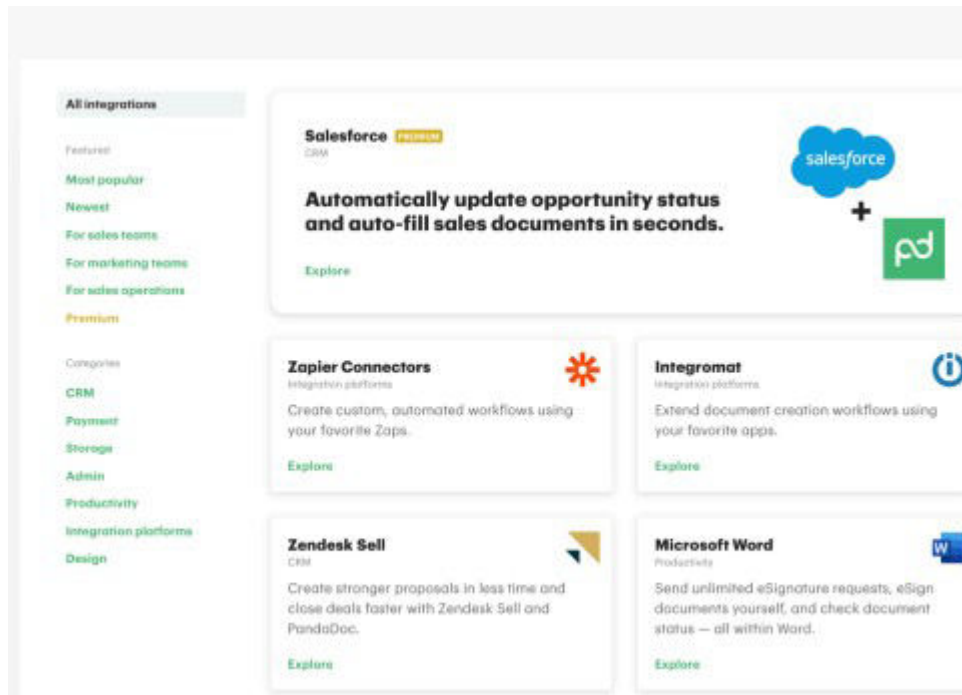 All integrations
Featured
Most popular
Newest
For sales teams
For marketing teams
For sales operations
Premium
Categories
CRM
Payment
Storage
Admin
Productivity
Integration platforms
Design
Salesforce PREMIUM
CRM
Automatically update opportunity status
and auto-fill sales documents in seconds.
Explore
salesforce
+
pd
Zapier Connectors
Integration platforms
Create custom, automated workflows using
your favorite Zaps.
Explore
Integromat
Integration platforms
Extend document creation workflows using
your favorite apps.
Explore
Zendesk Sell
CRM
Create stronger proposals in less time and
close deals faster with Zendesk Sell and
PandaDoc.
Explore
Microsoft Word
Productivity
W
Send unlimited eSignature requests, eSign
documents yourself, and check document
status — all within Word.
Explore